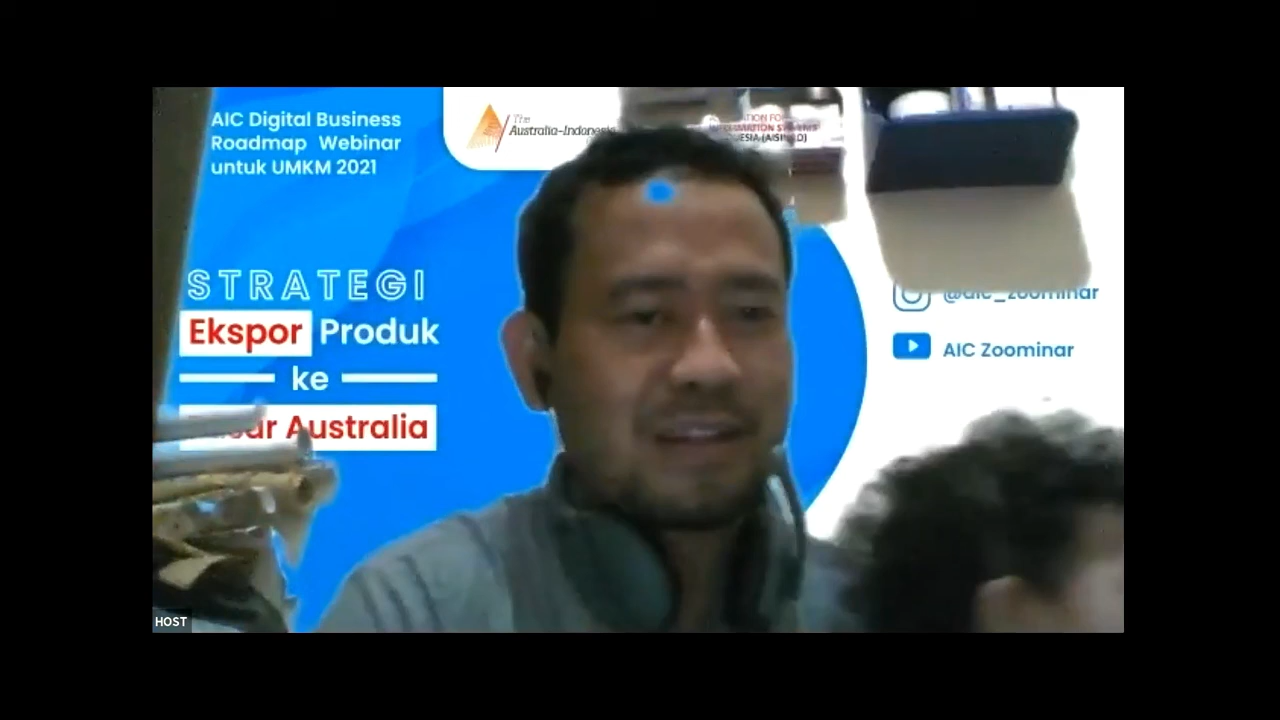 AIC Digital Business
Roadmap Webinar
untuk UMKM 2021
The
Australia-Indonesia
STRATEGI
Ekspor Produk
ke
Australia
@aic_zoominar
AIC Zoominar
HOST